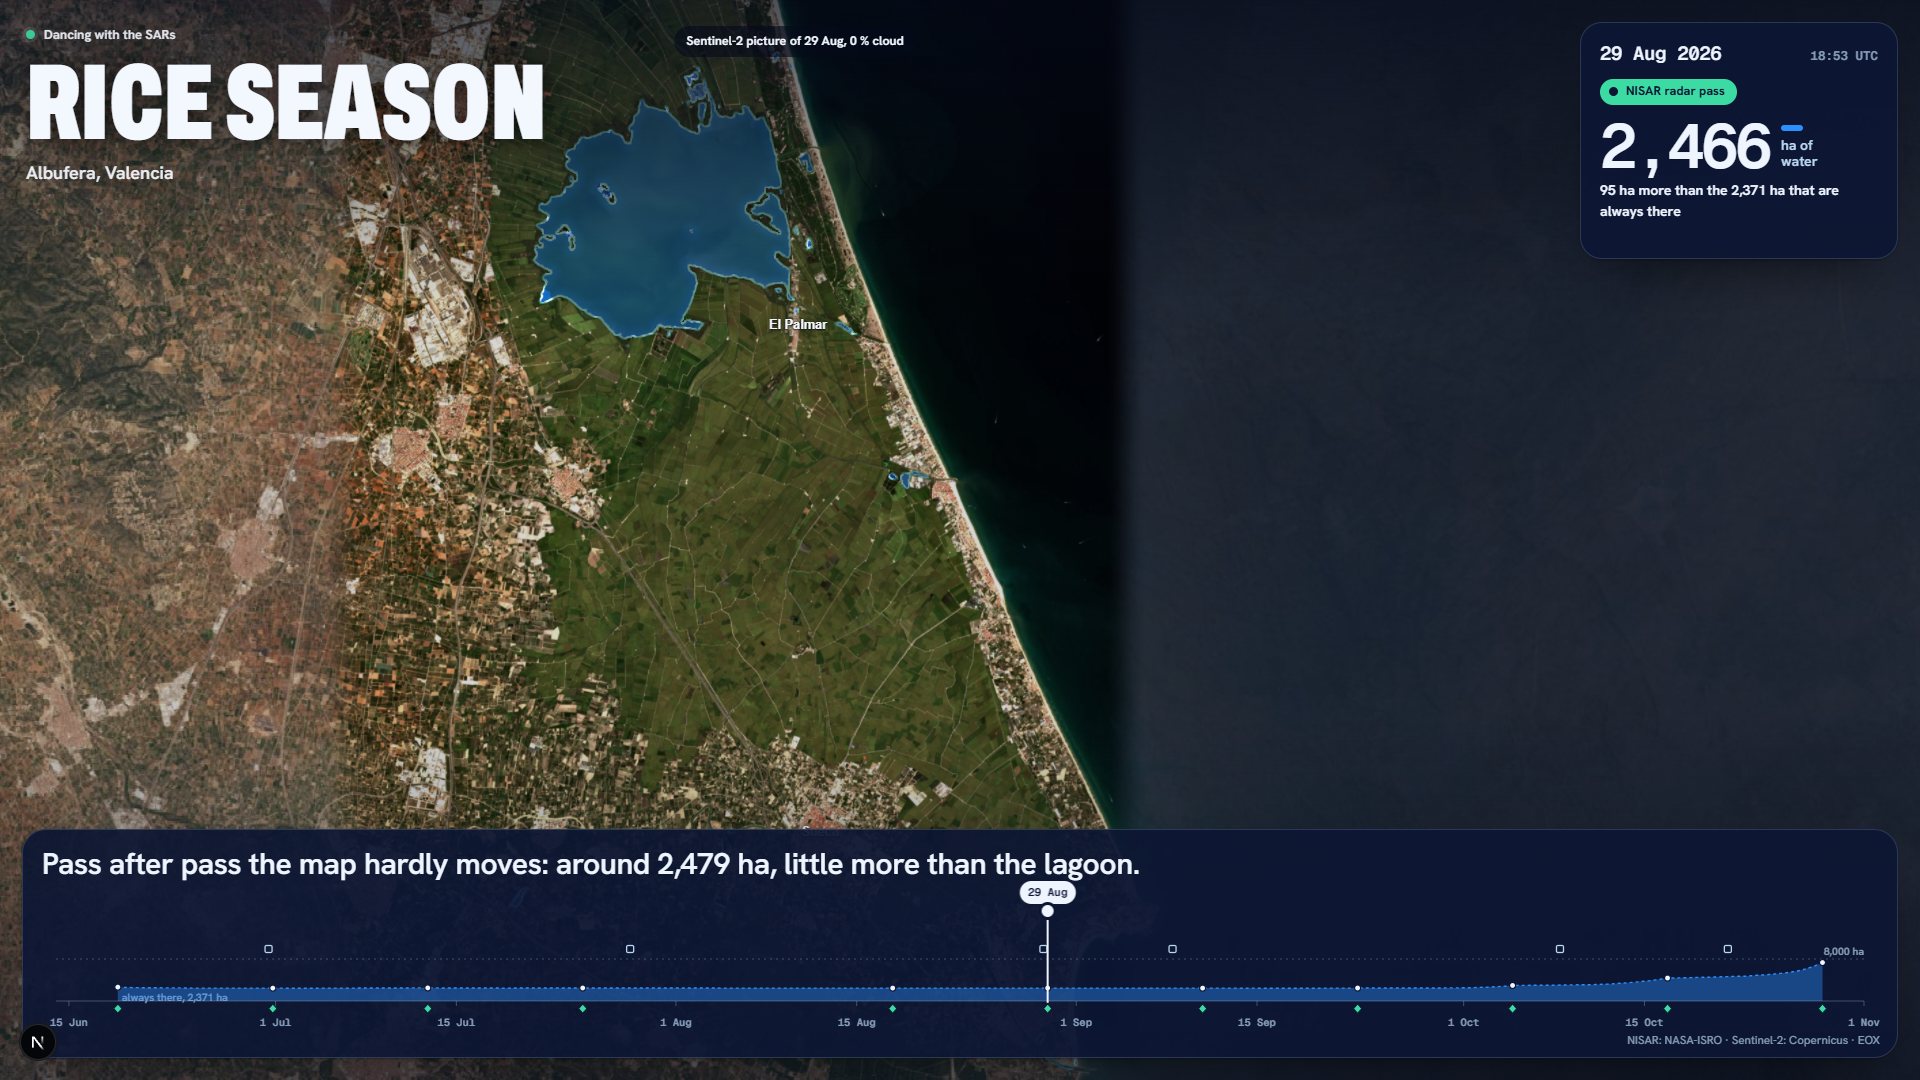 Dancing with the SARs
RICE SEASON
Albufera, Valencia
Sentinel-2 picture of 29 Aug, 0 % cloud
29 Aug 2026
18:53 UTC
NISAR radar pass
2,466
ha of
water
95 ha more than the 2,371 ha that are
always there
El Palmar
Pass after pass the map hardly moves: around 2,479 ha, little more than the lagoon.
29 Aug
8,000 ha
always there, 2,371 ha
15 Jun
1 Jul
15 Jul
1 Aug
15 Aug
1 Sep
15 Sep
1 Oct
15 Oct
1 Nov
N
NISAR: NASA-ISRO · Sentinel-2: Copernicus · EOX